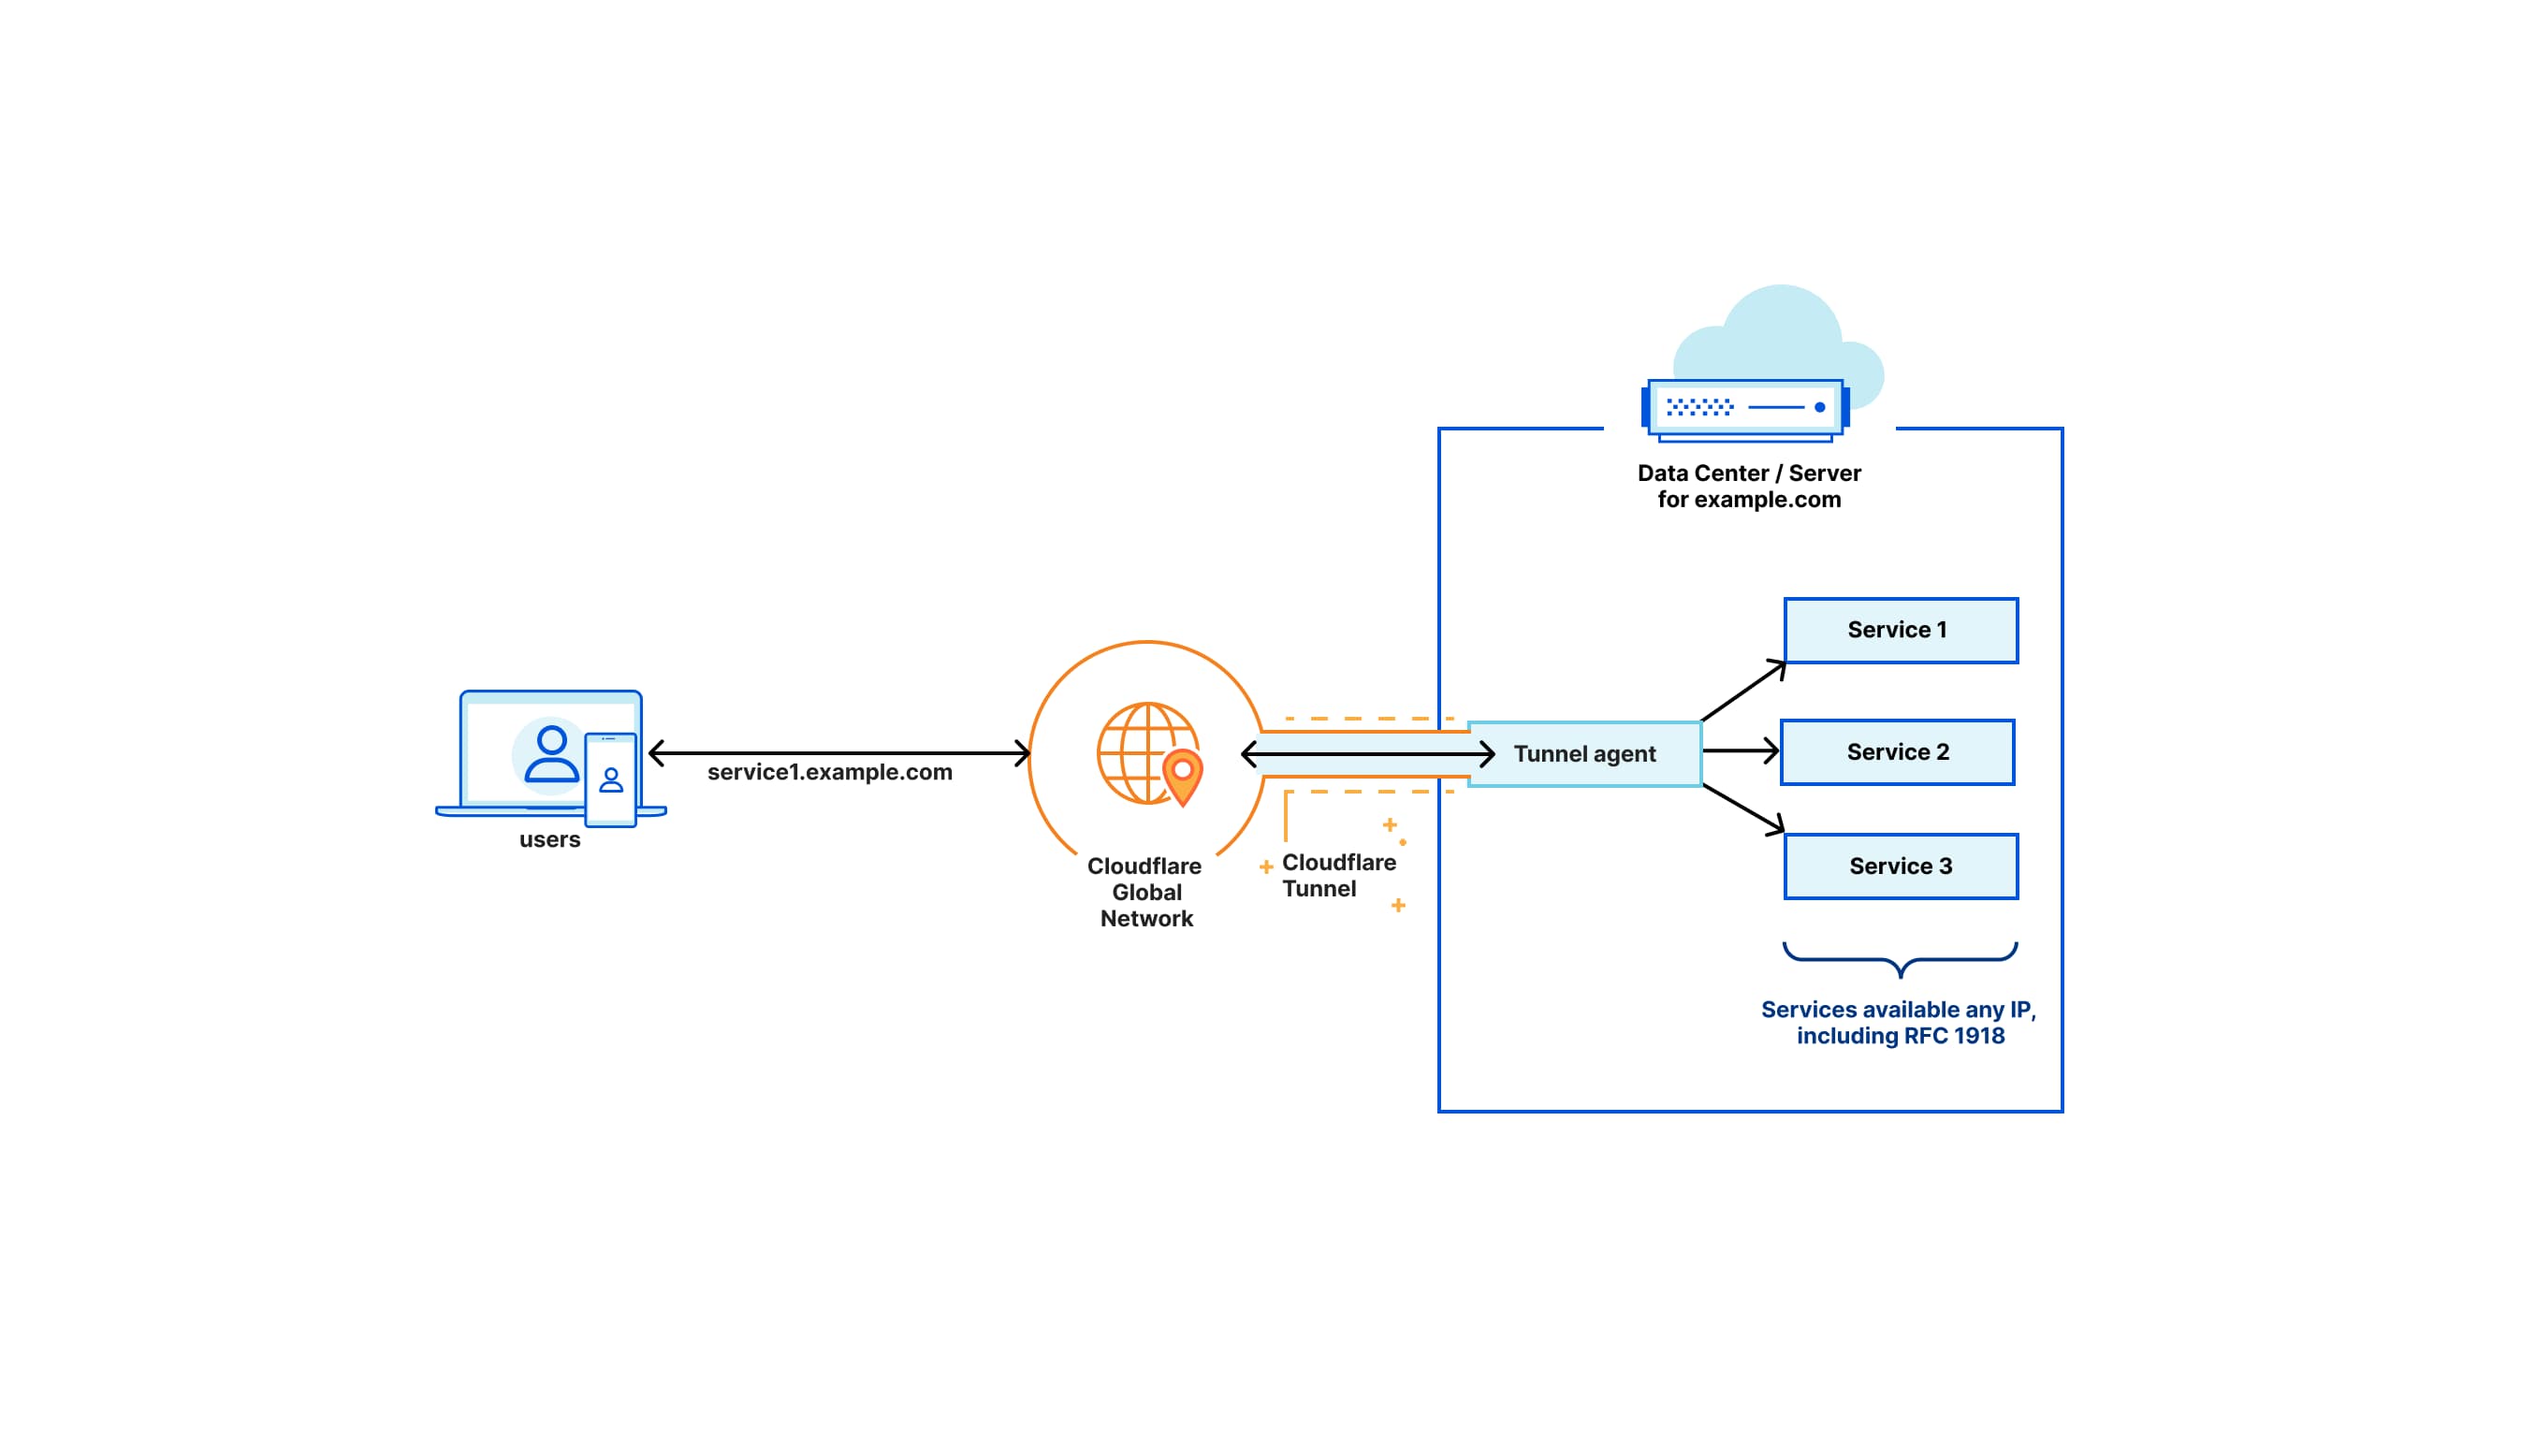 Data Center / Server
for example.com
Service 1
service1.example.com
Tunnel agent
Service 2
users
Cloudflare
Global
Network
Cloudflare
Tunnel
Service 3
Services available any IP,
including RFC 1918